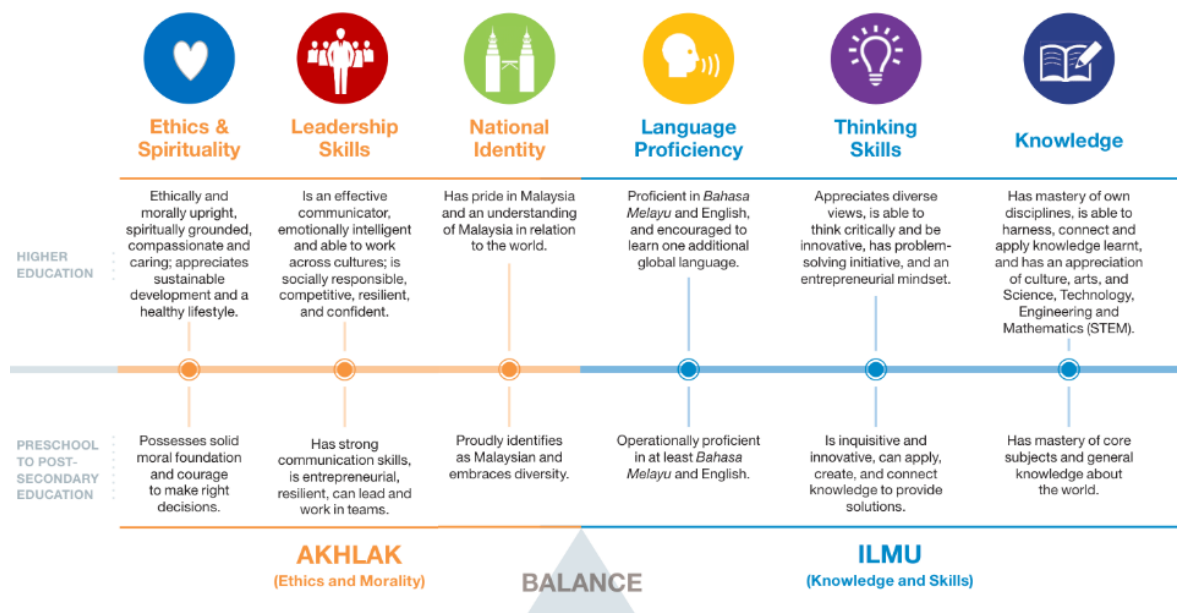 Ethics &
Spirituality
Leadership
Skills
National
Identity
Language
Proficiency
Thinking
Skills
Knowledge
HIGHER
EDUCATION
Ethically and
morally upright,
spiritually grounded,
compassionate and
caring; appreciates
sustainable
development and a
healthy lifestyle.
Is an effective
communicator,
emotionally intelligent
and able to work
across cultures; is
socially responsible,
competitive, resilient,
and confident.
Has pride in Malaysia
and an understanding
of Malaysia in relation
to the world.
Proficient in Bahasa
Melayu and English,
and encouraged to
learn one additional
global language.
Appreciates diverse
views, is able to
think critically and be
innovative, has problem-
solving initiative, and an
entrepreneurial mindset.
Has mastery of own
disciplines, is able to
harness, connect and
apply knowledge learnt,
and has an appreciation
of culture, arts, and
Science, Technology,
Engineering and
Mathematics (STEM).
PRESCHOOL
TO POST-
SECONDARY
EDUCATION
Possesses solid
moral foundation
and courage
to make right
decisions.
Has strong
communication skills,
is entrepreneurial,
resilient, can lead and
work in teams.
Proudly identifies
as Malaysian and
embraces diversity.
Operationally proficient
in at least Bahasa
Melayu and English.
Is inquisitive and
innovative, can apply,
create, and connect
knowledge to provide
solutions.
Has mastery of core
subjects and general
knowledge about
the world.
AKHLAK
(Ethics and Morality)
BALANCE
ILMU
(Knowledge and Skills)